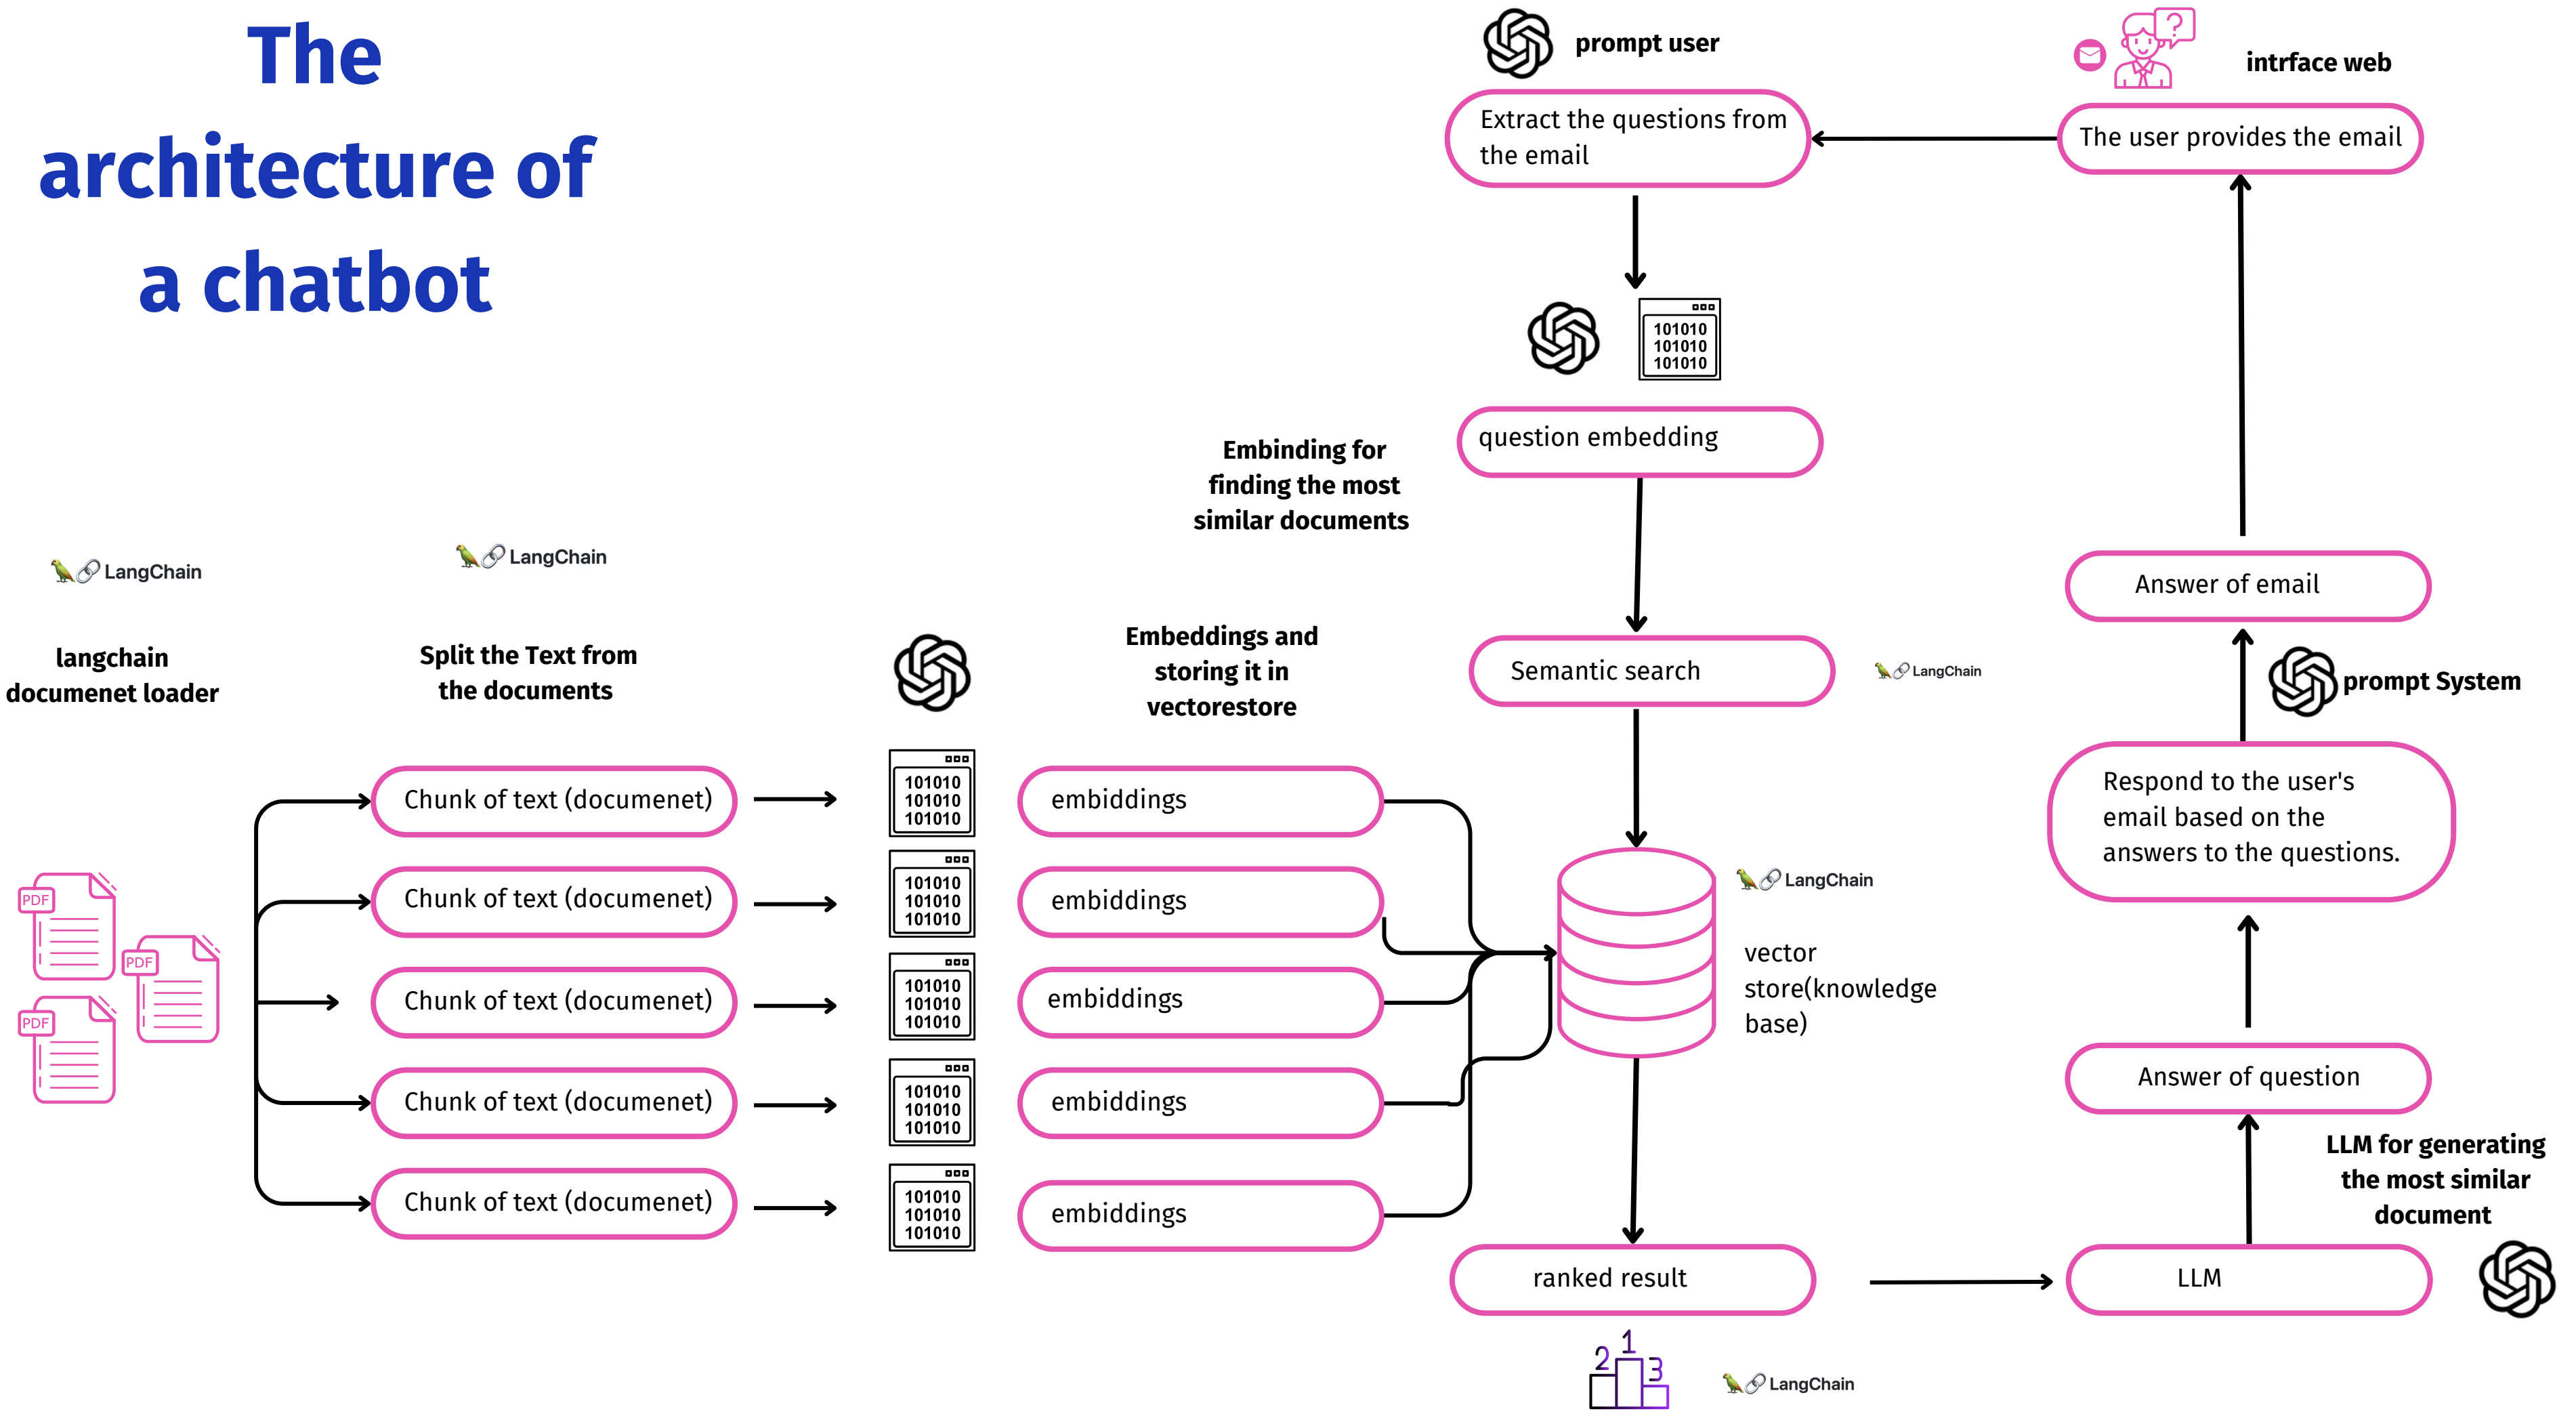 The
architecture of
a chatbot
prompt user
?
intrface web
Extract the questions from
the email
The user provides the email
101010
101010
101010
question embedding
Embinding for
finding the most
similar documents
LangChain
LangChain
Answer of email
langchain
documenet loader
Split the Text from
the documents
Embeddings and
storing it in
vectorestore
Semantic search
LangChain
prompt System
Chunk of text (documenet)
101010
101010
101010
embiddings
Respond to the user's
email based on the
answers to the questions.
PDF
Chunk of text (documenet)
101010
101010
101010
embiddings
LangChain
PDF
vector
store(knowledge
base)
Chunk of text (documenet)
101010
101010
101010
embiddings
PDF
Chunk of text (documenet)
101010
101010
101010
embiddings
Answer of question
LLM for generating
the most similar
document
Chunk of text (documenet)
101010
101010
101010
embiddings
ranked result
LLM
2 1 3
LangChain